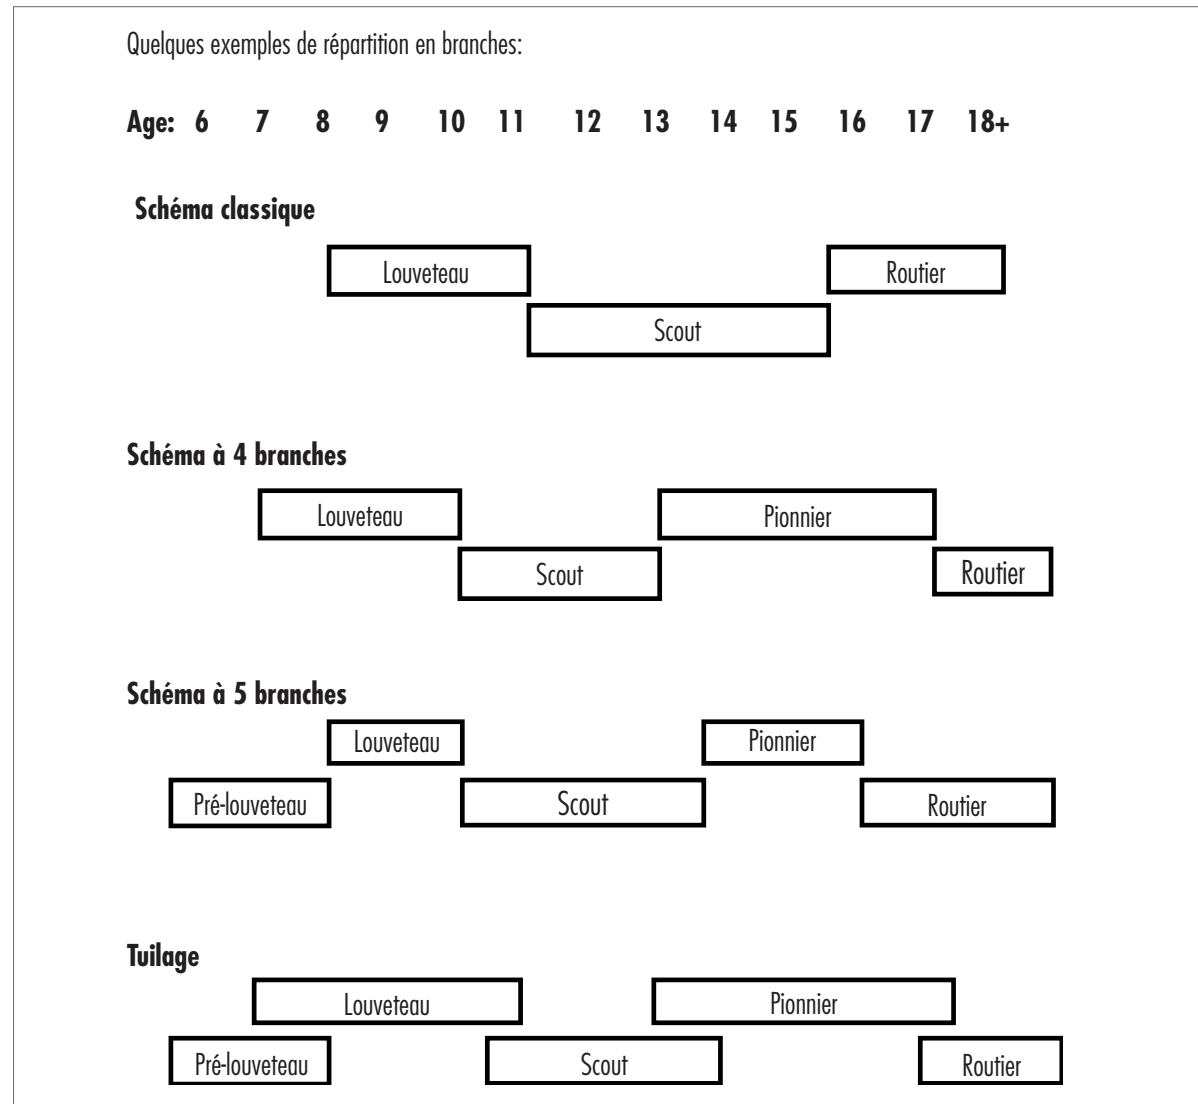 Quelques exemples de répartition en branches:
Age: 6 7 8 9 10 11 12 13 14 15 16 17 18+
Schéma classique
Louveteau Routier
Scout
Schéma à 4 branches
Louveteau Pionnier
Scout Routier
Schéma à 5 branches
Louveteau Pionnier
Pré-louveteau Scout Routier
Tuilage
Louveteau Pionnier
Pré-louveteau Scout Routier